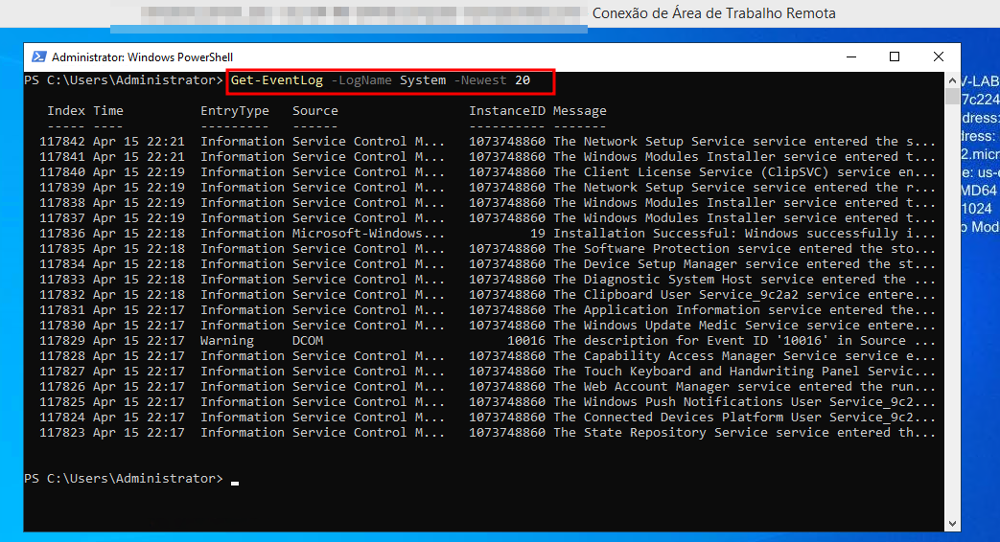 Conexão de Área de Trabalho Remota
Administrator: Windows PowerShell
PS C:\Users\Administrator> Get-EventLog -LogName System -Newest 20
Index Time EntryType Source InstanceID Message
----- ---- --------- ------ ---------- -------
117842 Apr 15 22:21 Information Service Control M... 1073748860 The Network Setup Service service entered the s...
117841 Apr 15 22:21 Information Service Control M... 1073748860 The Windows Modules Installer service entered t...
117840 Apr 15 22:19 Information Service Control M... 1073748860 The Client License Service (ClipSVC) service en...
117839 Apr 15 22:19 Information Service Control M... 1073748860 The Network Setup Service service entered the r...
117838 Apr 15 22:19 Information Service Control M... 1073748860 The Windows Modules Installer service entered t...
117837 Apr 15 22:19 Information Service Control M... 1073748860 The Windows Modules Installer service entered t...
117836 Apr 15 22:18 Information Microsoft-Windows... 19 Installation Successful: Windows successfully i...
117835 Apr 15 22:18 Information Service Control M... 1073748860 The Software Protection service entered the sto...
117834 Apr 15 22:18 Information Service Control M... 1073748860 The Device Setup Manager service entered the st...
117833 Apr 15 22:18 Information Service Control M... 1073748860 The Diagnostic System Host service entered the ...
117832 Apr 15 22:18 Information Service Control M... 1073748860 The Clipboard User Service_9c2a2 service entere...
117831 Apr 15 22:17 Information Service Control M... 1073748860 The Application Information service entered the...
117830 Apr 15 22:17 Information Service Control M... 1073748860 The Windows Update Medic Service service entere...
117829 Apr 15 22:17 Warning DCOM 10016 The description for Event ID '10016' in Source ...
117828 Apr 15 22:17 Information Service Control M... 1073748860 The Capability Access Manager Service service e...
117827 Apr 15 22:17 Information Service Control M... 1073748860 The Touch Keyboard and Handwriting Panel Servic...
117826 Apr 15 22:17 Information Service Control M... 1073748860 The Web Account Manager service entered the run...
117825 Apr 15 22:17 Information Service Control M... 1073748860 The Windows Push Notifications User Service_9c2...
117824 Apr 15 22:17 Information Service Control M... 1073748860 The Connected Devices Platform User Service_9c2...
117823 Apr 15 22:17 Information Service Control M... 1073748860 The State Repository Service service entered th...
PS C:\Users\Administrator>
V-LAB
7c224
dress:
dress:
2.micr
e: us-
MD64
1024
Mod